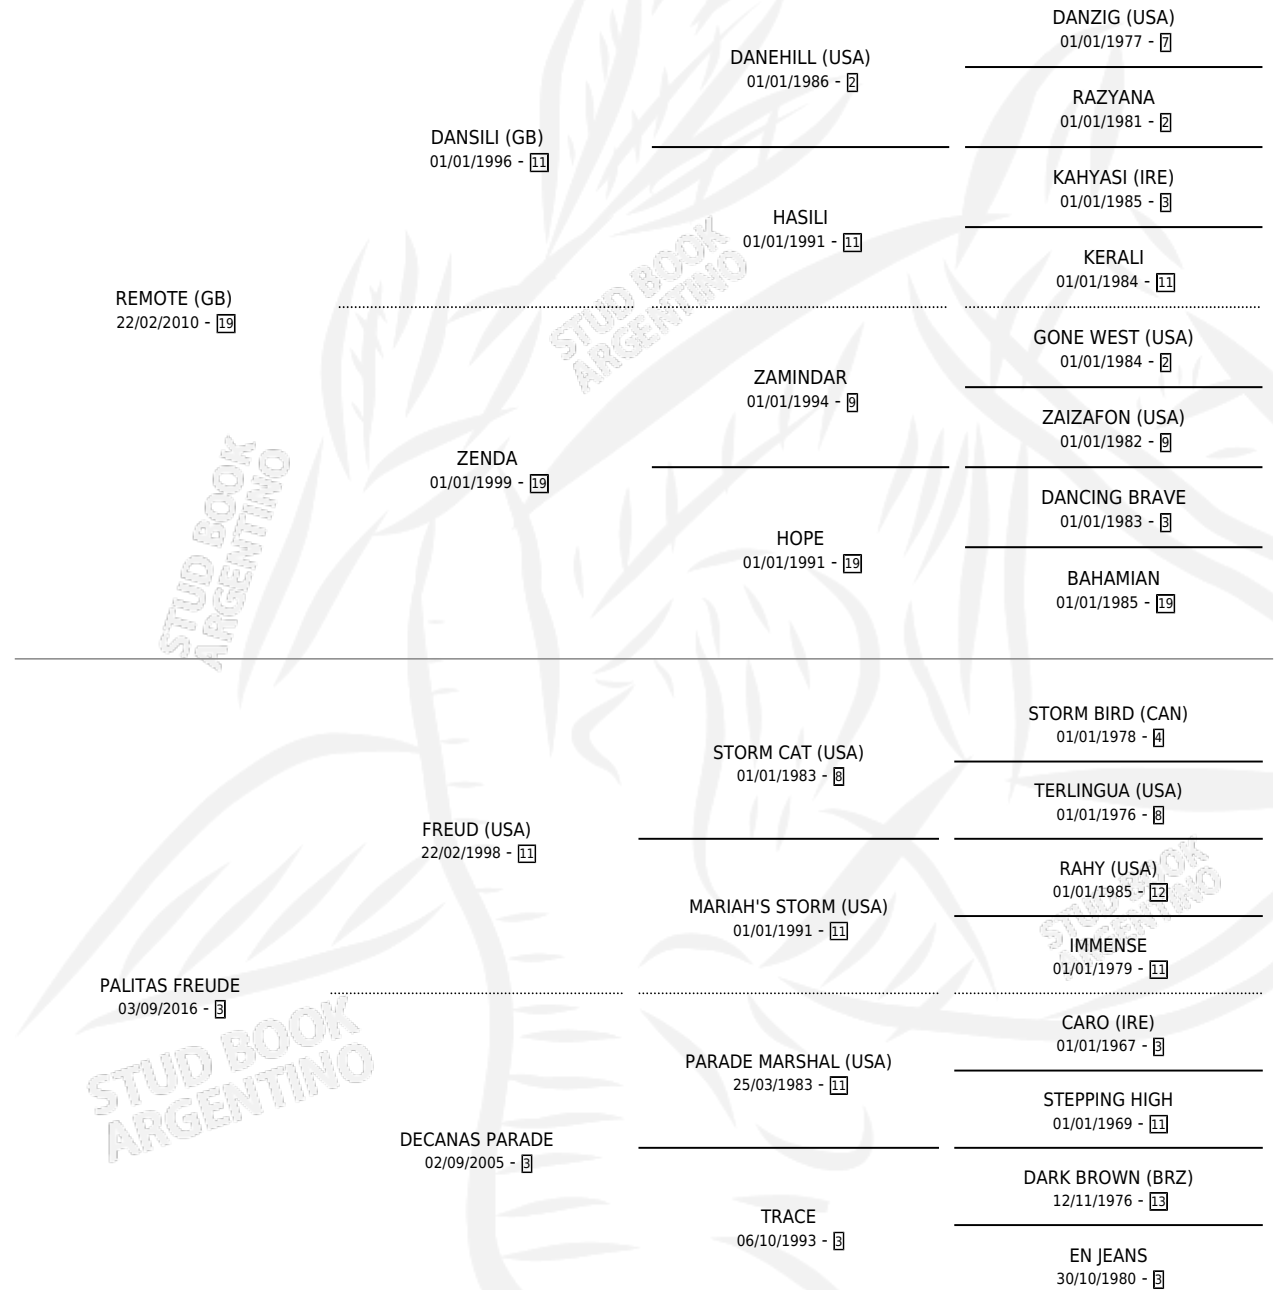 DANZIG (USA)
01/01/1977 - 7
DANEHILL (USA)
01/01/1986 - 2
RAZYANA
01/01/1981 - 2
DANSILI (GB)
01/01/1996 - 11
KAHYASI (IRE)
01/01/1985 - 3
HASILI
01/01/1991 - 11
KERALI
01/01/1984 - 11
REMOTE (GB)
22/02/2010 - 19
GONE WEST (USA)
01/01/1984 - 2
ZAMINDAR
01/01/1994 - 9
ZAIZAFON (USA)
01/01/1982 - 9
ZENDA
01/01/1999 - 19
DANCING BRAVE
01/01/1983 - 3
HOPE
01/01/1991 - 19
BAHAMIAN
01/01/1985 - 19
STORM BIRD (CAN)
01/01/1978 - 4
STORM CAT (USA)
01/01/1983 - 8
TERLINGUA (USA)
01/01/1976 - 8
FREUD (USA)
22/02/1998 - 11
RAHY (USA)
01/01/1985 - 12
MARIAH'S STORM (USA)
01/01/1991 - 11
IMMENSE
01/01/1979 - 11
PALITAS FREUDE
03/09/2016 - 3
CARO (IRE)
01/01/1967 - 3
PARADE MARSHAL (USA)
25/03/1983 - 11
STEPPING HIGH
01/01/1969 - 11
DECANAS PARADE
02/09/2005 - 3
DARK BROWN (BRZ)
12/11/1976 - 13
TRACE
06/10/1993 - 3
EN JEANS
30/10/1980 - 3
STUD BOOK
ARGENTINO
STUD BOOK
ARGENTINO
STUD BOOK
ARGENTINO
STUD BOOK
ARGENTINO